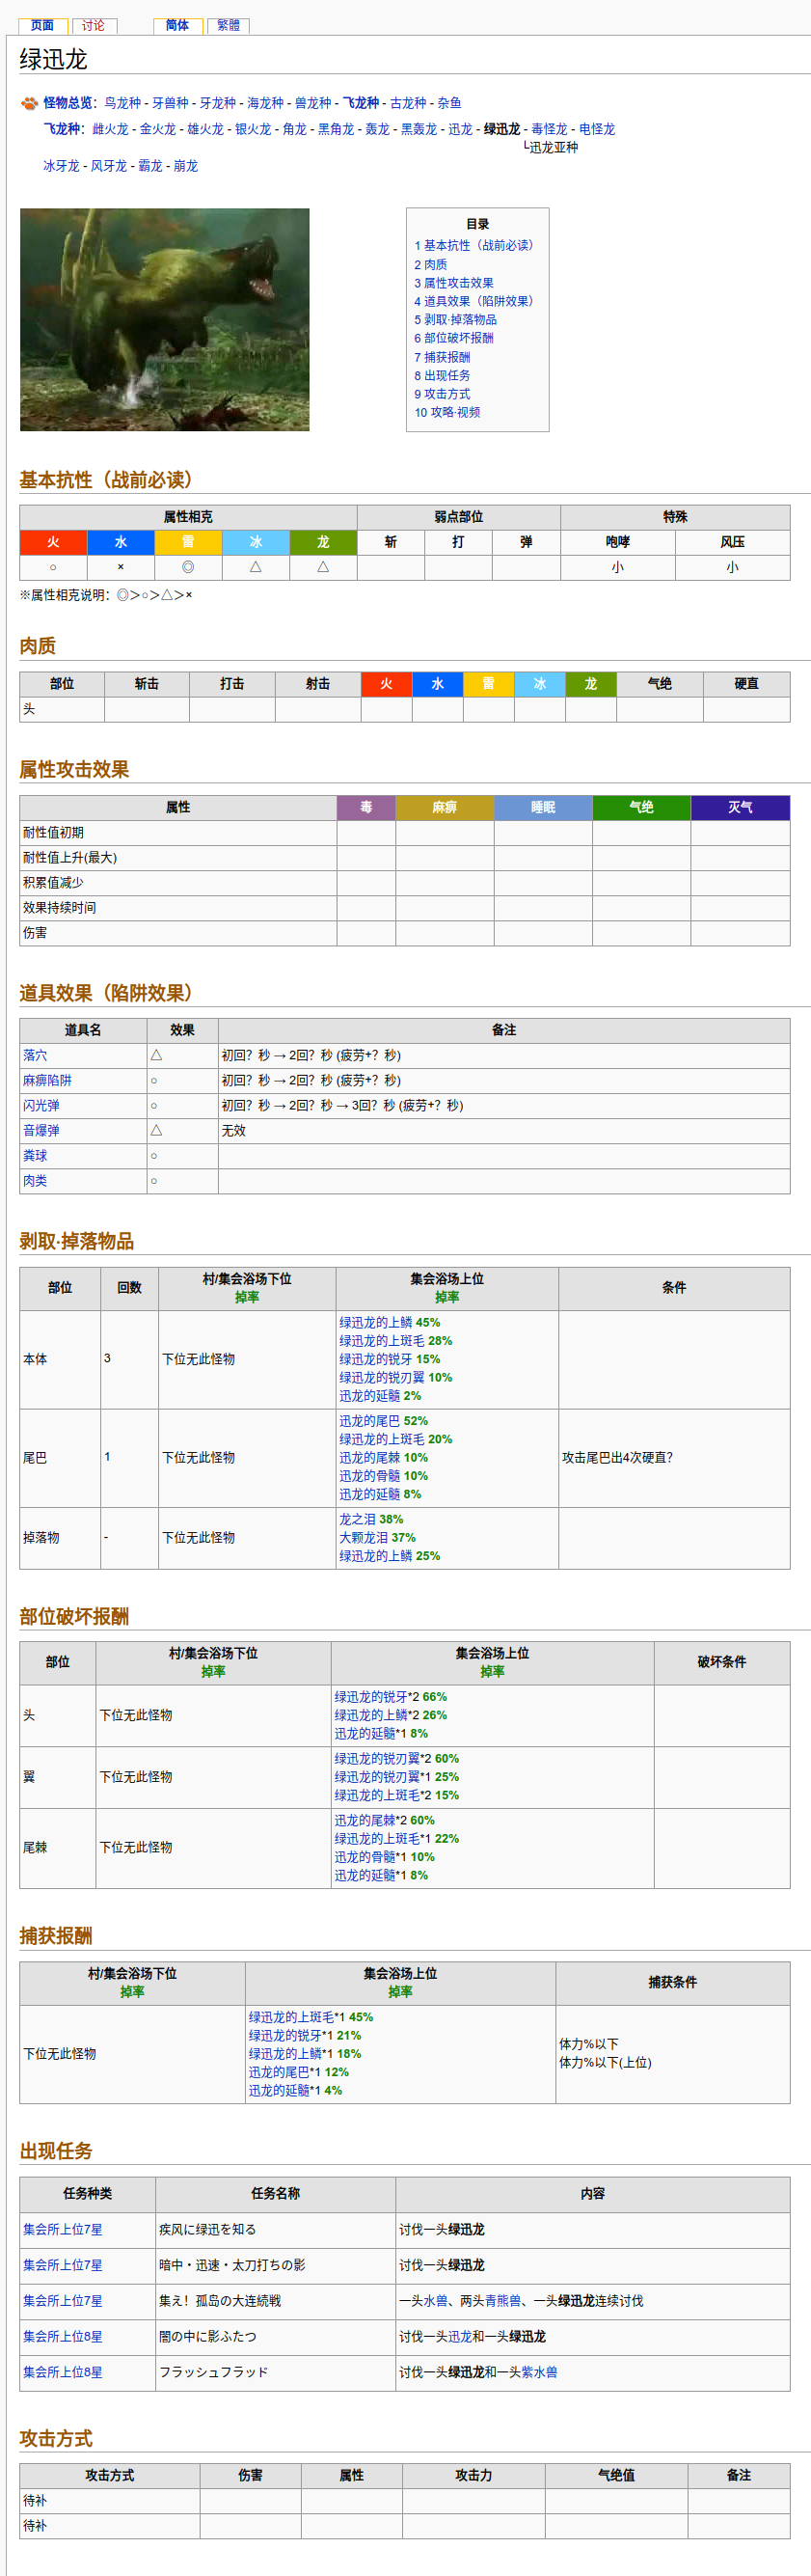 页面 讨论 简体 繁體
绿迅龙
怪物总览：鸟龙种 - 牙兽种 - 牙龙种 - 海龙种 - 兽龙种 - 飞龙种 - 古龙种 - 杂鱼
飞龙种：雌火龙 - 金火龙 - 雄火龙 - 银火龙 - 角龙 - 黑角龙 - 轰龙 - 黑轰龙 - 迅龙 - 绿迅龙 - 毒怪龙 - 电怪龙
└迅龙亚种
冰牙龙 - 风牙龙 - 霸龙 - 崩龙
目录
1 基本抗性（战前必读）
2 肉质
3 属性攻击效果
4 道具效果（陷阱效果）
5 剥取·掉落物品
6 部位破坏报酬
7 捕获报酬
8 出现任务
9 攻击方式
10 攻略·视频
基本抗性（战前必读）
属性相克 弱点部位 特殊
火 水 雷 冰 龙 斩 打 弹 咆哮 风压
○ × ◎ △ △ 小 小
※属性相克说明：◎＞○＞△＞×
肉质
部位 斩击 打击 射击 火 水 雷 冰 龙 气绝 硬直
头
属性攻击效果
属性 毒 麻痹 睡眠 气绝 灭气
耐性值初期
耐性值上升(最大)
积累值减少
效果持续时间
伤害
道具效果（陷阱效果）
道具名 效果 备注
落穴 △ 初回？秒 → 2回？秒 (疲劳+？秒)
麻痹陷阱 ○ 初回？秒 → 2回？秒 (疲劳+？秒)
闪光弹 ○ 初回？秒 → 2回？秒 → 3回？秒 (疲劳+？秒)
音爆弹 △ 无效
粪球 ○
肉类 ○
剥取·掉落物品
部位 回数 村/集会浴场下位 集会浴场上位 条件
掉率 掉率
本体 3 下位无此怪物
绿迅龙的上鳞 45%
绿迅龙的上斑毛 28%
绿迅龙的锐牙 15%
绿迅龙的锐刃翼 10%
迅龙的延髓 2%
尾巴 1 下位无此怪物
迅龙的尾巴 52%
绿迅龙的上斑毛 20%
迅龙的尾棘 10%
迅龙的骨髓 10%
迅龙的延髓 8%
攻击尾巴出4次硬直？
掉落物 - 下位无此怪物
龙之泪 38%
大颗龙泪 37%
绿迅龙的上鳞 25%
部位破坏报酬
部位 村/集会浴场下位 集会浴场上位 破坏条件
掉率 掉率
头 下位无此怪物
绿迅龙的锐牙*2 66%
绿迅龙的上鳞*2 26%
迅龙的延髓*1 8%
翼 下位无此怪物
绿迅龙的锐刃翼*2 60%
绿迅龙的锐刃翼*1 25%
绿迅龙的上斑毛*2 15%
尾棘 下位无此怪物
迅龙的尾棘*2 60%
绿迅龙的上斑毛*1 22%
迅龙的骨髓*1 10%
迅龙的延髓*1 8%
捕获报酬
村/集会浴场下位 集会浴场上位 捕获条件
掉率 掉率
下位无此怪物
绿迅龙的上斑毛*1 45%
绿迅龙的锐牙*1 21%
绿迅龙的上鳞*1 18%
迅龙的尾巴*1 12%
迅龙的延髓*1 4%
体力%以下
体力%以下(上位)
出现任务
任务种类 任务名称 内容
集会所上位7星 疾风に绿迅を知る 讨伐一头绿迅龙
集会所上位7星 暗中・迅速・太刀打ちの影 讨伐一头绿迅龙
集会所上位7星 集え！孤岛の大连続戦 一头水兽、两头青熊兽、一头绿迅龙连续讨伐
集会所上位8星 闇の中に影ふたつ 讨伐一头迅龙和一头绿迅龙
集会所上位8星 フラッシュフラッド 讨伐一头绿迅龙和一头紫水兽
攻击方式
攻击方式 伤害 属性 攻击力 气绝值 备注
待补
待补